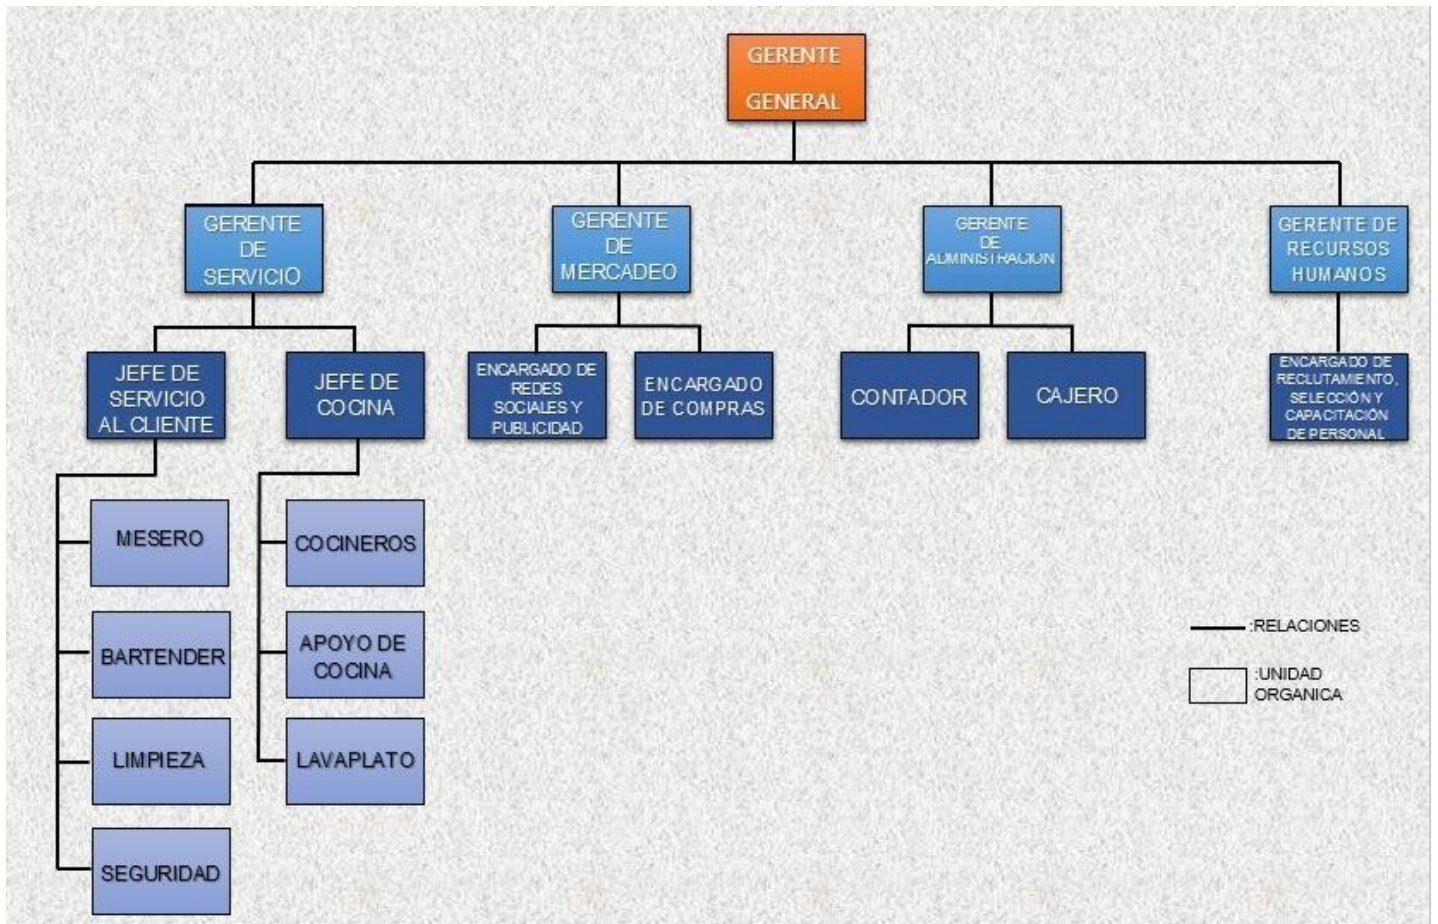 GERENTE
GENERAL
GERENTE
DE
SERVICIO
GERENTE
DE
MERCADEO
GERENTE
DE
ADMINISTRACION
GERENTE DE
RECURSOS
HUMANOS
JEFE DE
SERVICIO
AL CLIENTE
JEFE DE
COCINA
ENCARGADO DE
REDES
SOCIALES Y
PUBLICIDAD
ENCARGADO
DE COMPRAS
CONTADOR
CAJERO
ENCARGADO DE
RECLUTAMIENTO,
SELECCIÓN Y
CAPACITACIÓN
DE PERSONAL
MESERO
BARTENDER
LIMPIEZA
SEGURIDAD
COCINEROS
APOYO DE
COCINA
LAVAPLATO
:RELACIONES
:UNIDAD
ORGANICA